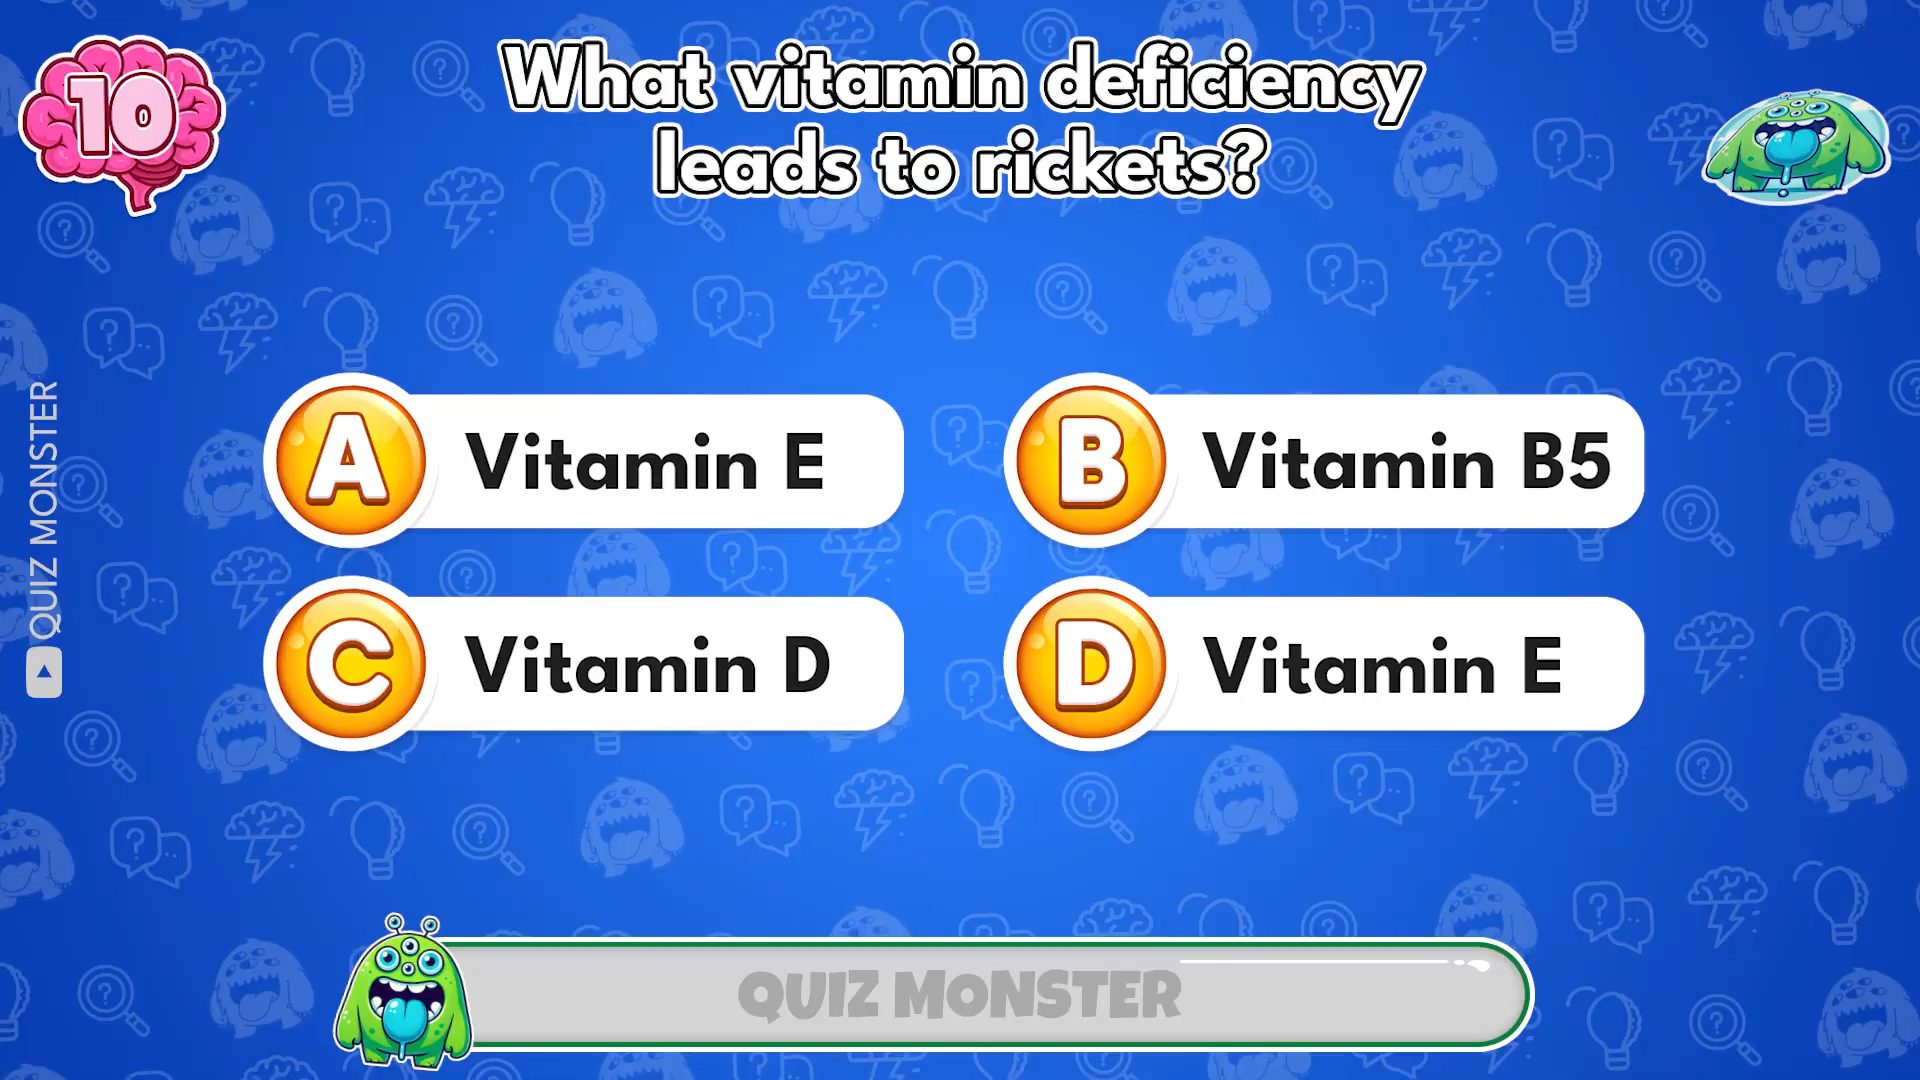 10
What vitamin deficiency
leads to rickets?
A Vitamin E
B Vitamin B5
C Vitamin D
D Vitamin E
QUIZ MONSTER
QUIZ MONSTER